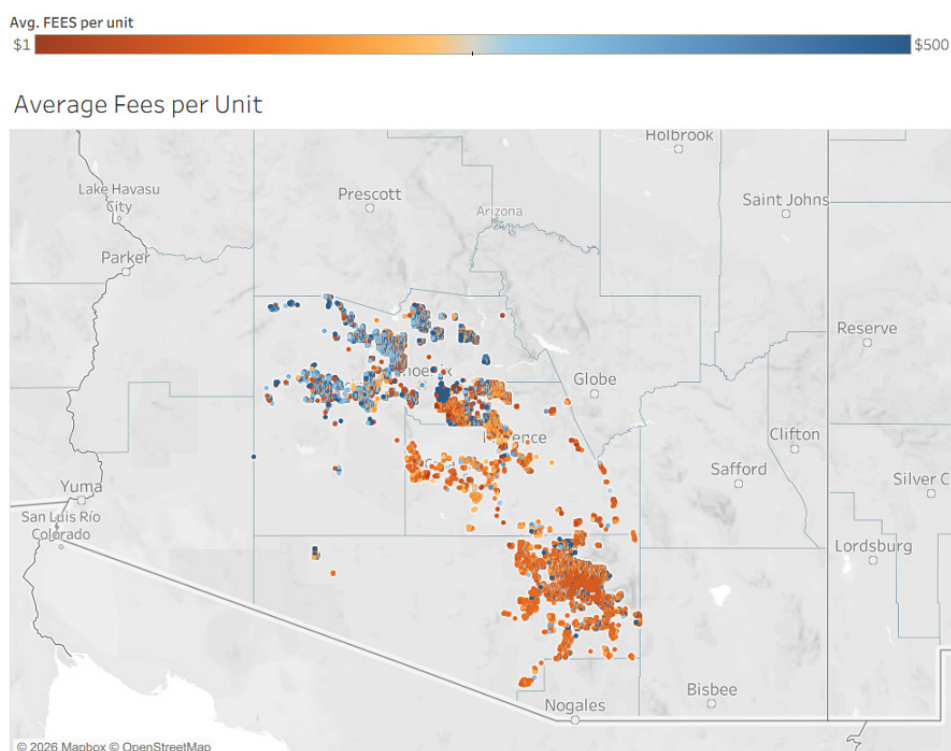 Avg. FEES per unit
$1
$500
Average Fees per Unit
Holbrook
Lake Havasu
City
Prescott
Saint Johns
Arizona
Parker
Reserve
Globe
Clifton
Safford
Silver C
Yuma
San Luis Río
Colorado
Lordsburg
Bisbee
Nogales
© 2026 Mapbox © OpenStreetMap